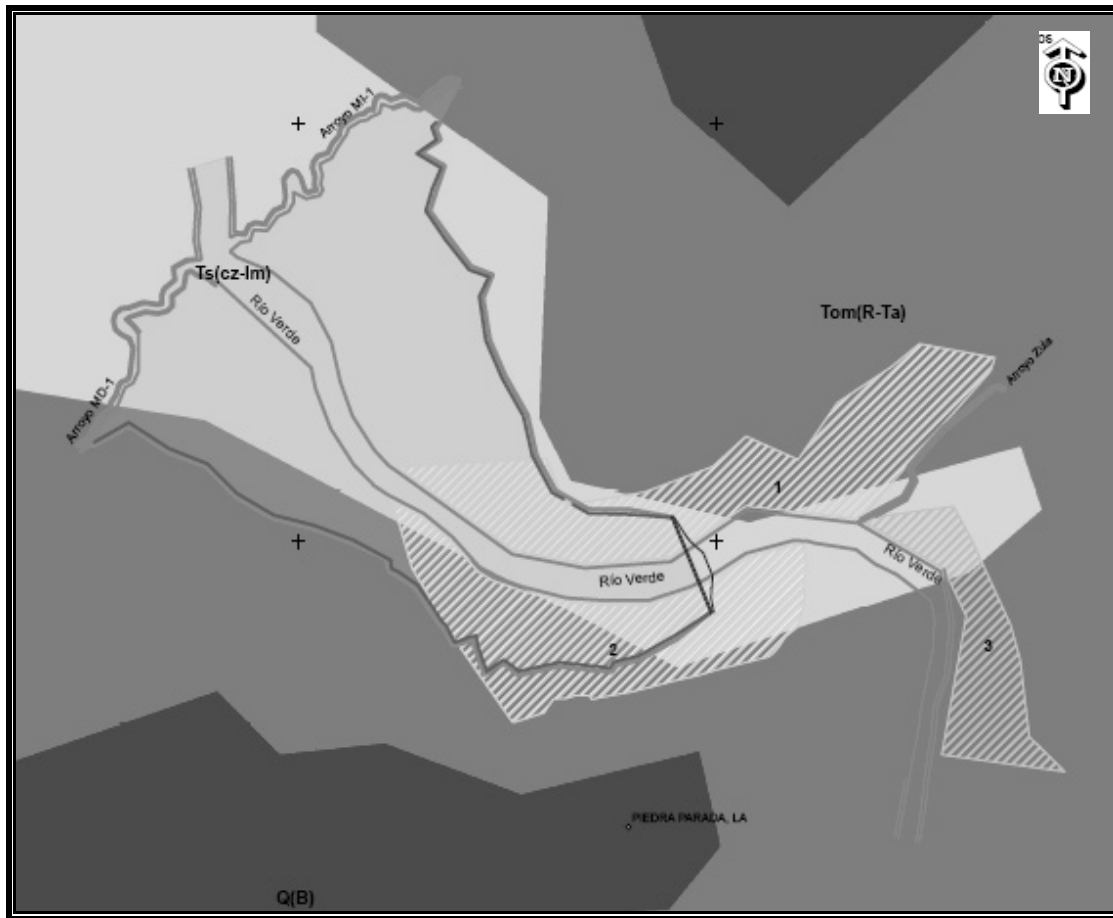 os
N
Arroyo MI-1
Ts(cz-lm)
Río Verde
Tom(R-Ta)
Arroyo Zula
Arroyo MD-1
1
Río Verde
Río Verde
2
3
PIEDRA PARADA, LA
Q(B)